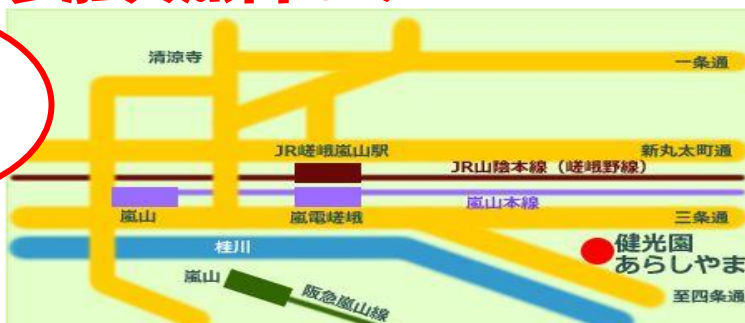 清涼寺
一条通
JR嵯峨嵐山駅
新丸太町通
JR山陰本線（嵯峨野線）
嵐山
嵐電嵯峨
嵐山本線
三条通
桂川
健光園
あらしやま
嵐山
阪急嵐山線
至四条通